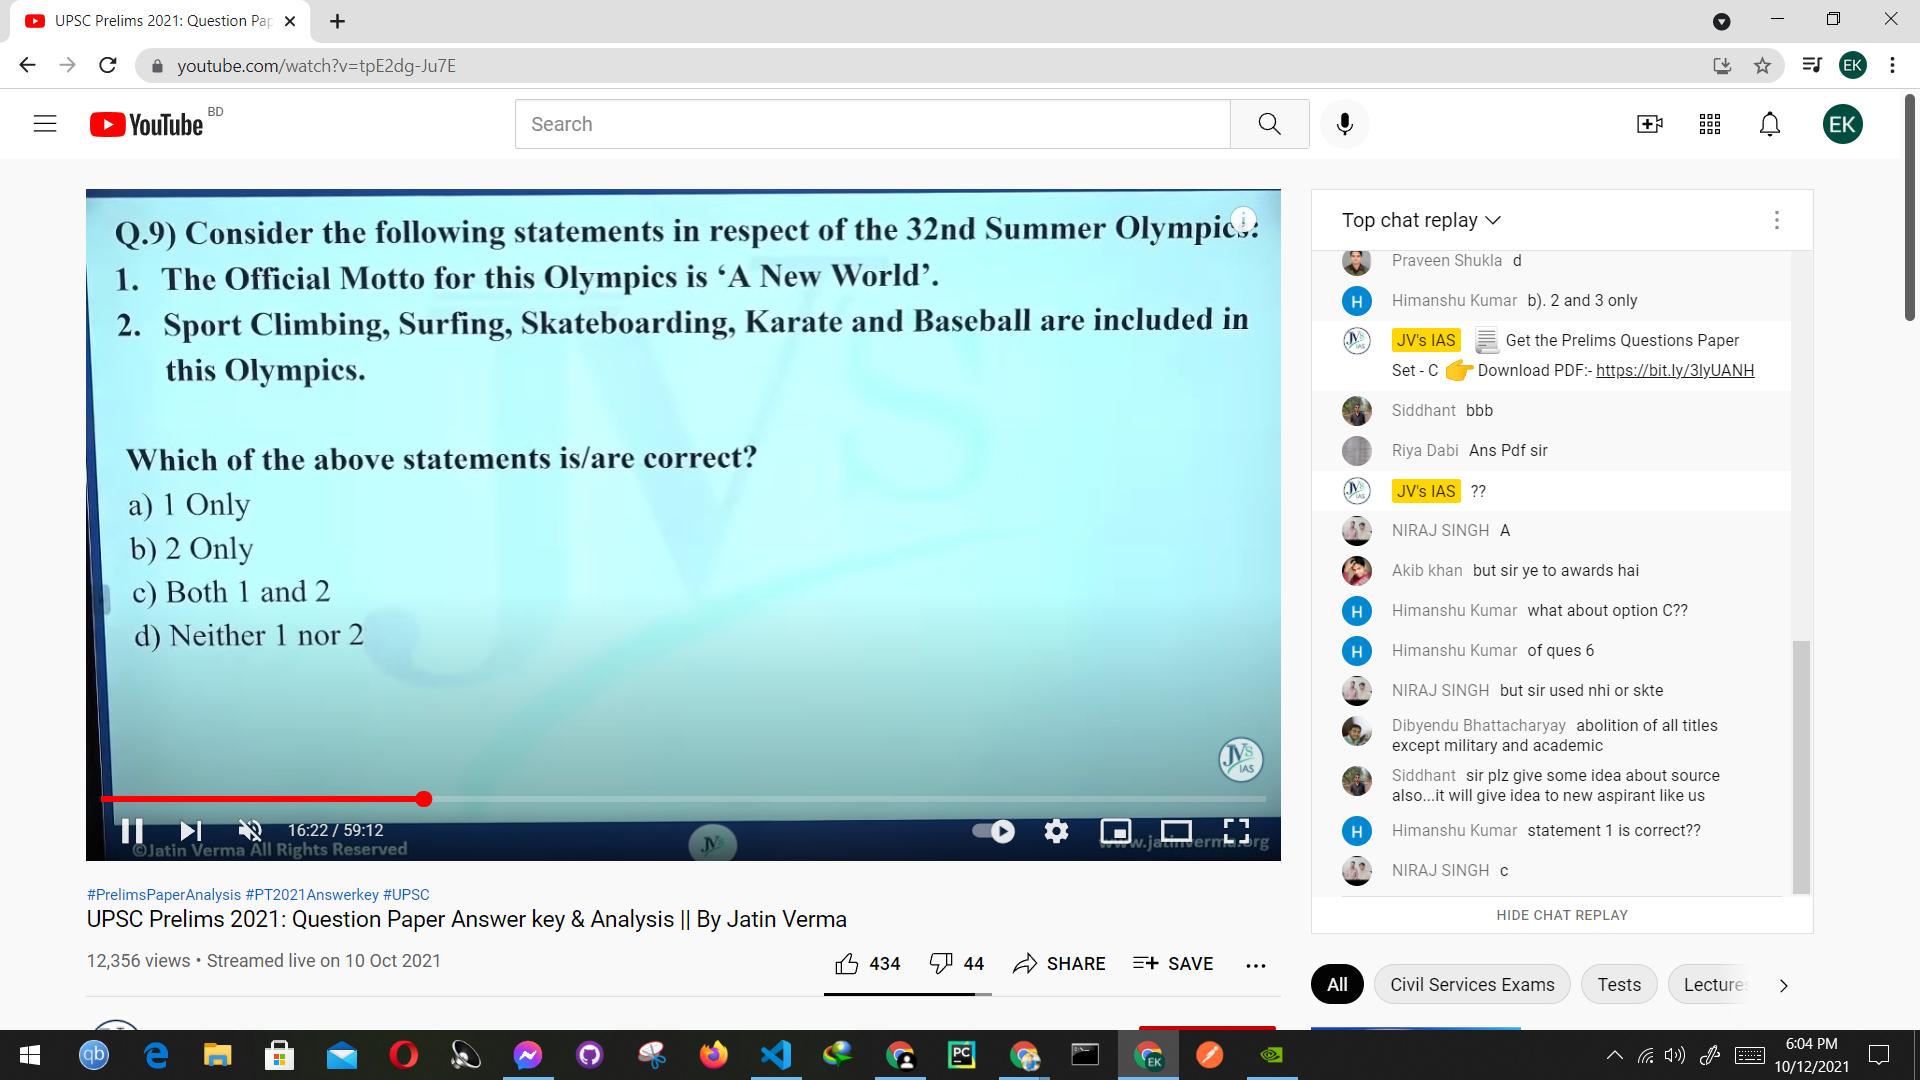 UPSC Prelims 2021: Question Pap
youtube.com/watch?v=tpE2dg-Ju7E
EK
YouTube BD
Search
EK
Q.9) Consider the following statements in respect of the 32nd Summer Olympics:
1. The Official Motto for this Olympics is ‘A New World’.
2. Sport Climbing, Surfing, Skateboarding, Karate and Baseball are included in
this Olympics.
Which of the above statements is/are correct?
a) 1 Only
b) 2 Only
c) Both 1 and 2
d) Neither 1 nor 2
JVs
JVs IAS
16:22 / 59:12
©Jatin Verma All Rights Reserved
JVs
www.jatinverma.org
#PrelimsPaperAnalysis #PT2021Answerkey #UPSC
UPSC Prelims 2021: Question Paper Answer key & Analysis || By Jatin Verma
12,356 views • Streamed live on 10 Oct 2021
434
44
SHARE
SAVE
Top chat replay
Praveen Shukla d
H Himanshu Kumar b). 2 and 3 only
JV's IAS Get the Prelims Questions Paper
Set - C Download PDF:- https://bit.ly/3lyUANH
Siddhant bbb
Riya Dabi Ans Pdf sir
JV's IAS ??
NIRAJ SINGH A
Akib khan but sir ye to awards hai
H Himanshu Kumar what about option C??
H Himanshu Kumar of ques 6
NIRAJ SINGH but sir used nhi or skte
Dibyendu Bhattacharyay abolition of all titles
except military and academic
Siddhant sir plz give some idea about source
also...it will give idea to new aspirant like us
H Himanshu Kumar statement 1 is correct??
NIRAJ SINGH c
HIDE CHAT REPLAY
All
Civil Services Exams
Tests
Lectures
qb
PC
EK
6:04 PM
10/12/2021